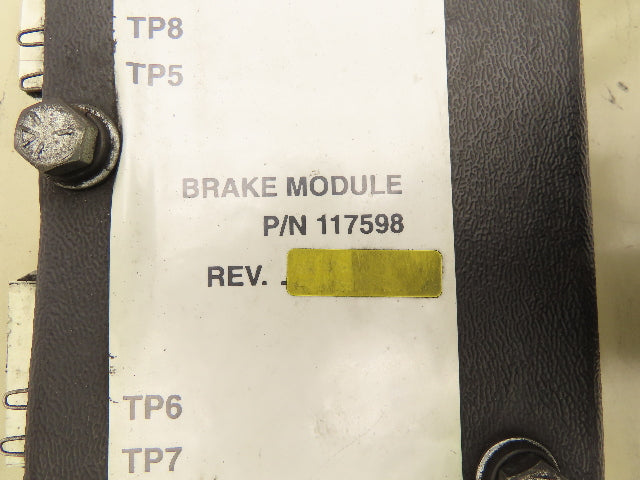 TP8
TP5
BRAKE MODULE
P/N 117598
REV.
TP6
TP7